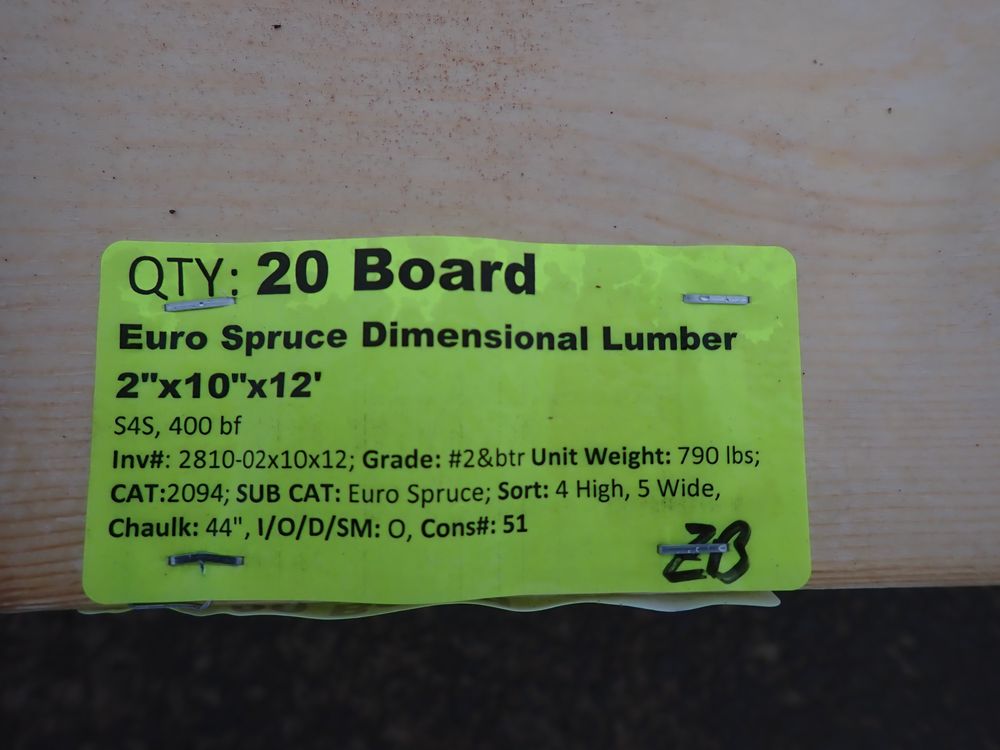 QTY: 20 Board
Euro Spruce Dimensional Lumber
2"x10"x12'
S4S, 400 bf
Inv#: 2810-02x10x12; Grade: #2&btr Unit Weight: 790 lbs;
CAT:2094; SUB CAT: Euro Spruce; Sort: 4 High, 5 Wide,
Chaulk: 44", I/O/D/SM: O, Cons#: 51